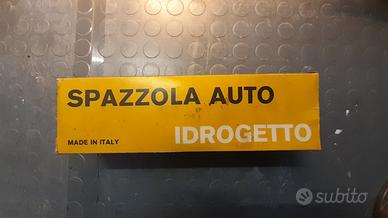 SPAZZOLA AUTO
MADE IN ITALY
IDROGETTO
subito